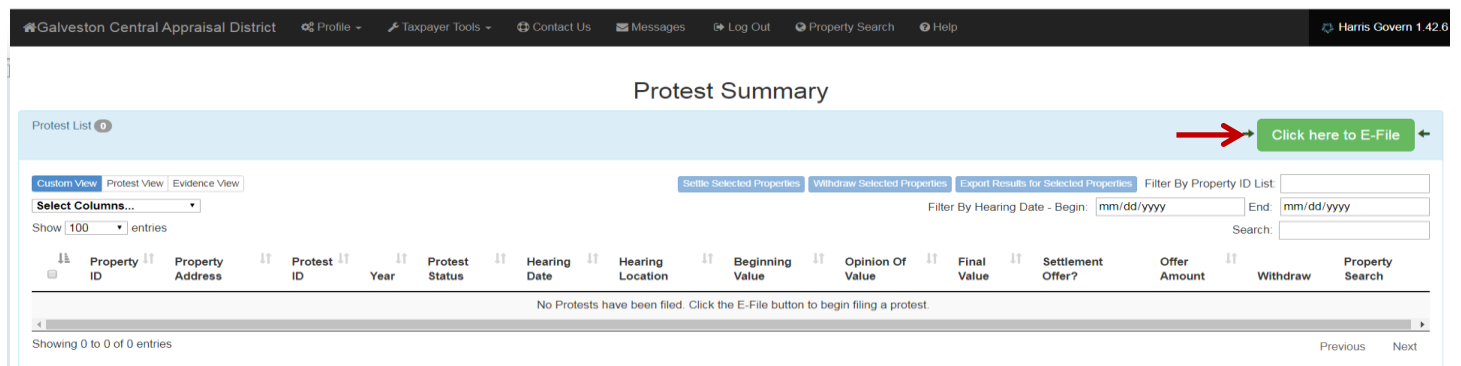 Galveston Central Appraisal District Profile Taxpayer Tools Contact Us Messages Log Out Property Search Help Harris Govern 1.42.6
Protest Summary
Protest List 0 Click here to E-File
Custom View Protest View Evidence View Settle Selected Properties Withdraw Selected Properties Export Results for Selected Properties Filter By Property ID List:
Select Columns... Filter By Hearing Date - Begin: mm/dd/yyyy End: mm/dd/yyyy
Show 100 entries Search:
Property ID Property Address Protest ID Year Protest Status Hearing Date Hearing Location Beginning Value Opinion Of Value Final Value Settlement Offer? Offer Amount Withdraw Property Search
No Protests have been filed. Click the E-File button to begin filing a protest.
Showing 0 to 0 of 0 entries Previous Next